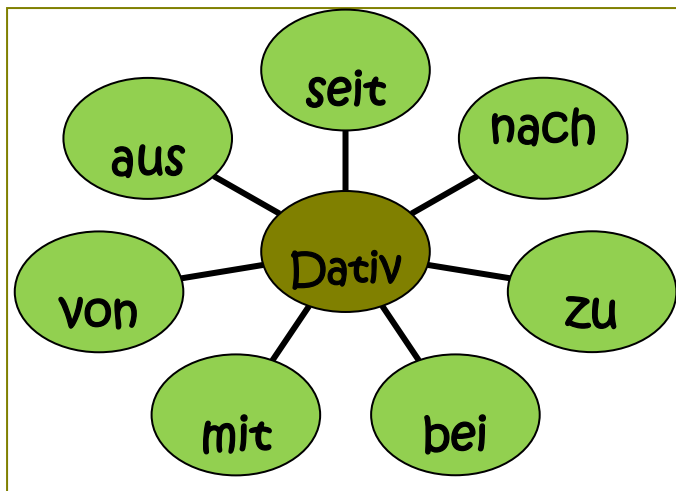 seit
nach
aus
Dativ
von
zu
mit
bei